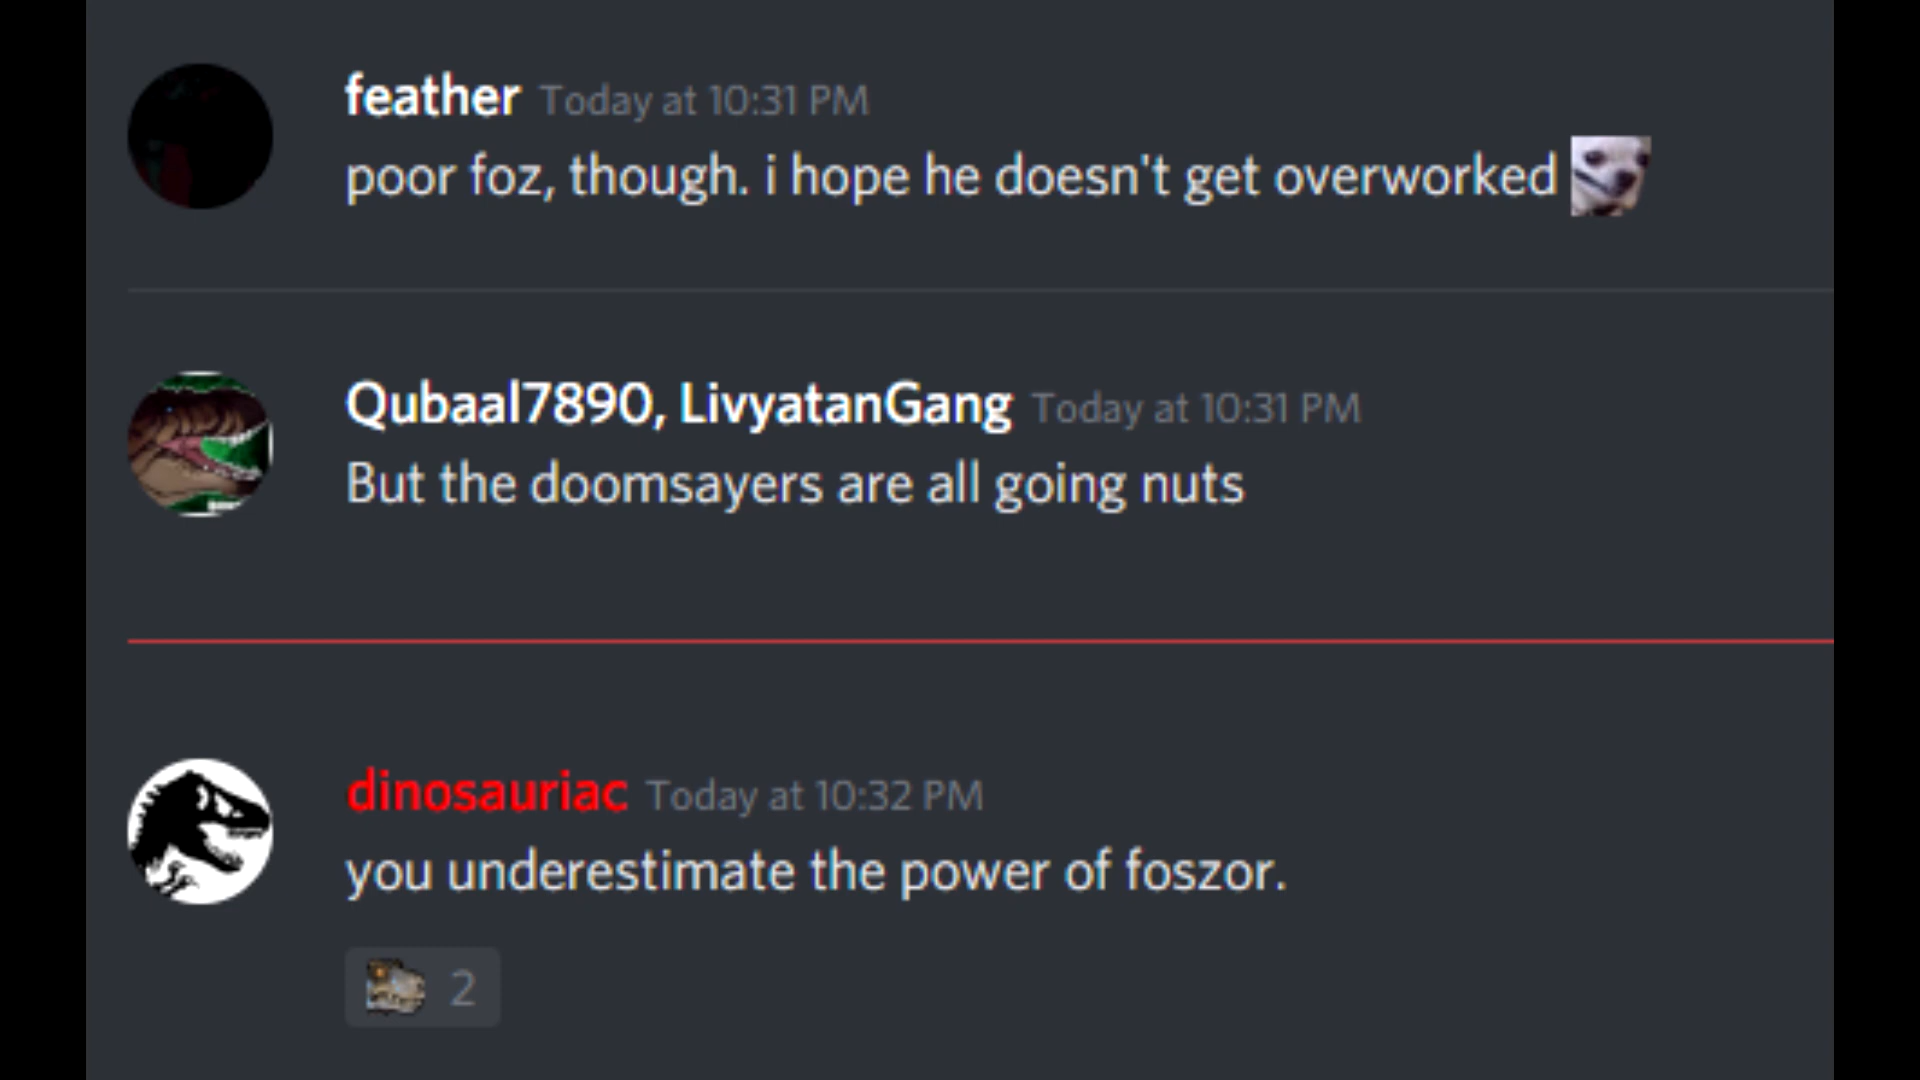 feather Today at 10:31 PM
poor foz, though. i hope he doesn't get overworked
Qubaal7890, LivyatanGang Today at 10:31 PM
But the doomsayers are all going nuts
dinosauriac Today at 10:32 PM
you underestimate the power of foszor.
2